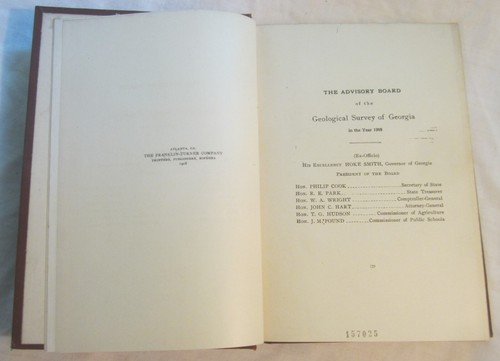 ATLANTA, GA.
THE FRANKLIN-TURNER COMPANY
PRINTERS, PUBLISHERS, BINDERS
1908
THE ADVISORY BOARD
of the
Geological Survey of Georgia
in the Year 1908
(Ex-Officio)
HIS EXCELLENCY HOKE SMITH, Governor of Georgia
PRESIDENT OF THE BOARD
HON. PHILIP COOK Secretary of State
HON. R. E. PARK State Treasurer
HON. W. A. WRIGHT Comptroller-General
HON. JOHN C. HART Attorney-General
HON. T. G. HUDSON Commissioner of Agriculture
HON. J. M. POUND Commissioner of Public Schools
157025